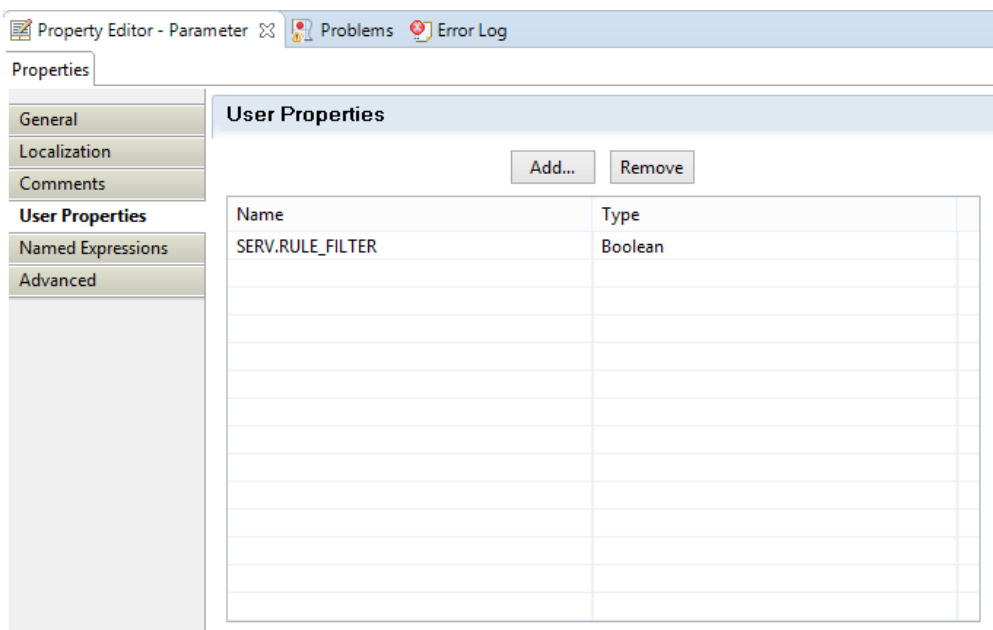 Property Editor - Parameter Problems Error Log
Properties
General
Localization
Comments
User Properties
Named Expressions
Advanced
User Properties
Add... Remove
Name Type
SERV.RULE_FILTER Boolean